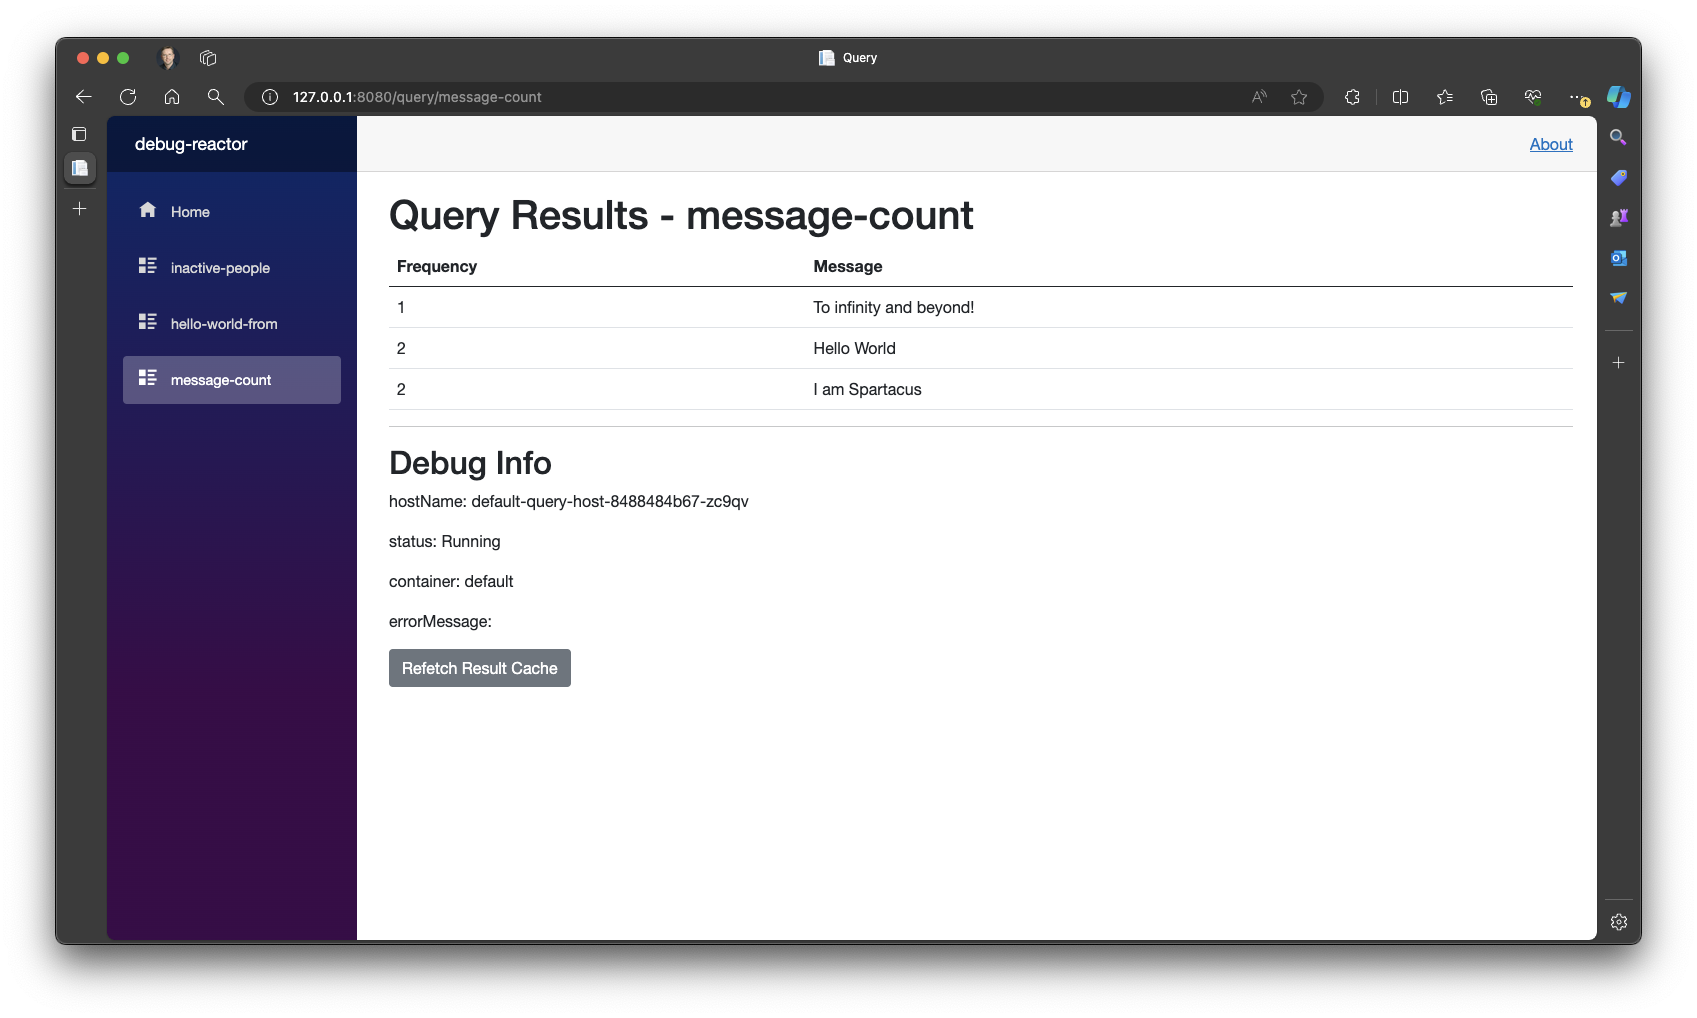 Query
127.0.0.1:8080/query/message-count
debug-reactor
About
Home
inactive-people
hello-world-from
message-count
Query Results - message-count
Frequency Message
1 To infinity and beyond!
2 Hello World
2 I am Spartacus
Debug Info
hostName: default-query-host-8488484b67-zc9qv
status: Running
container: default
errorMessage:
Refetch Result Cache